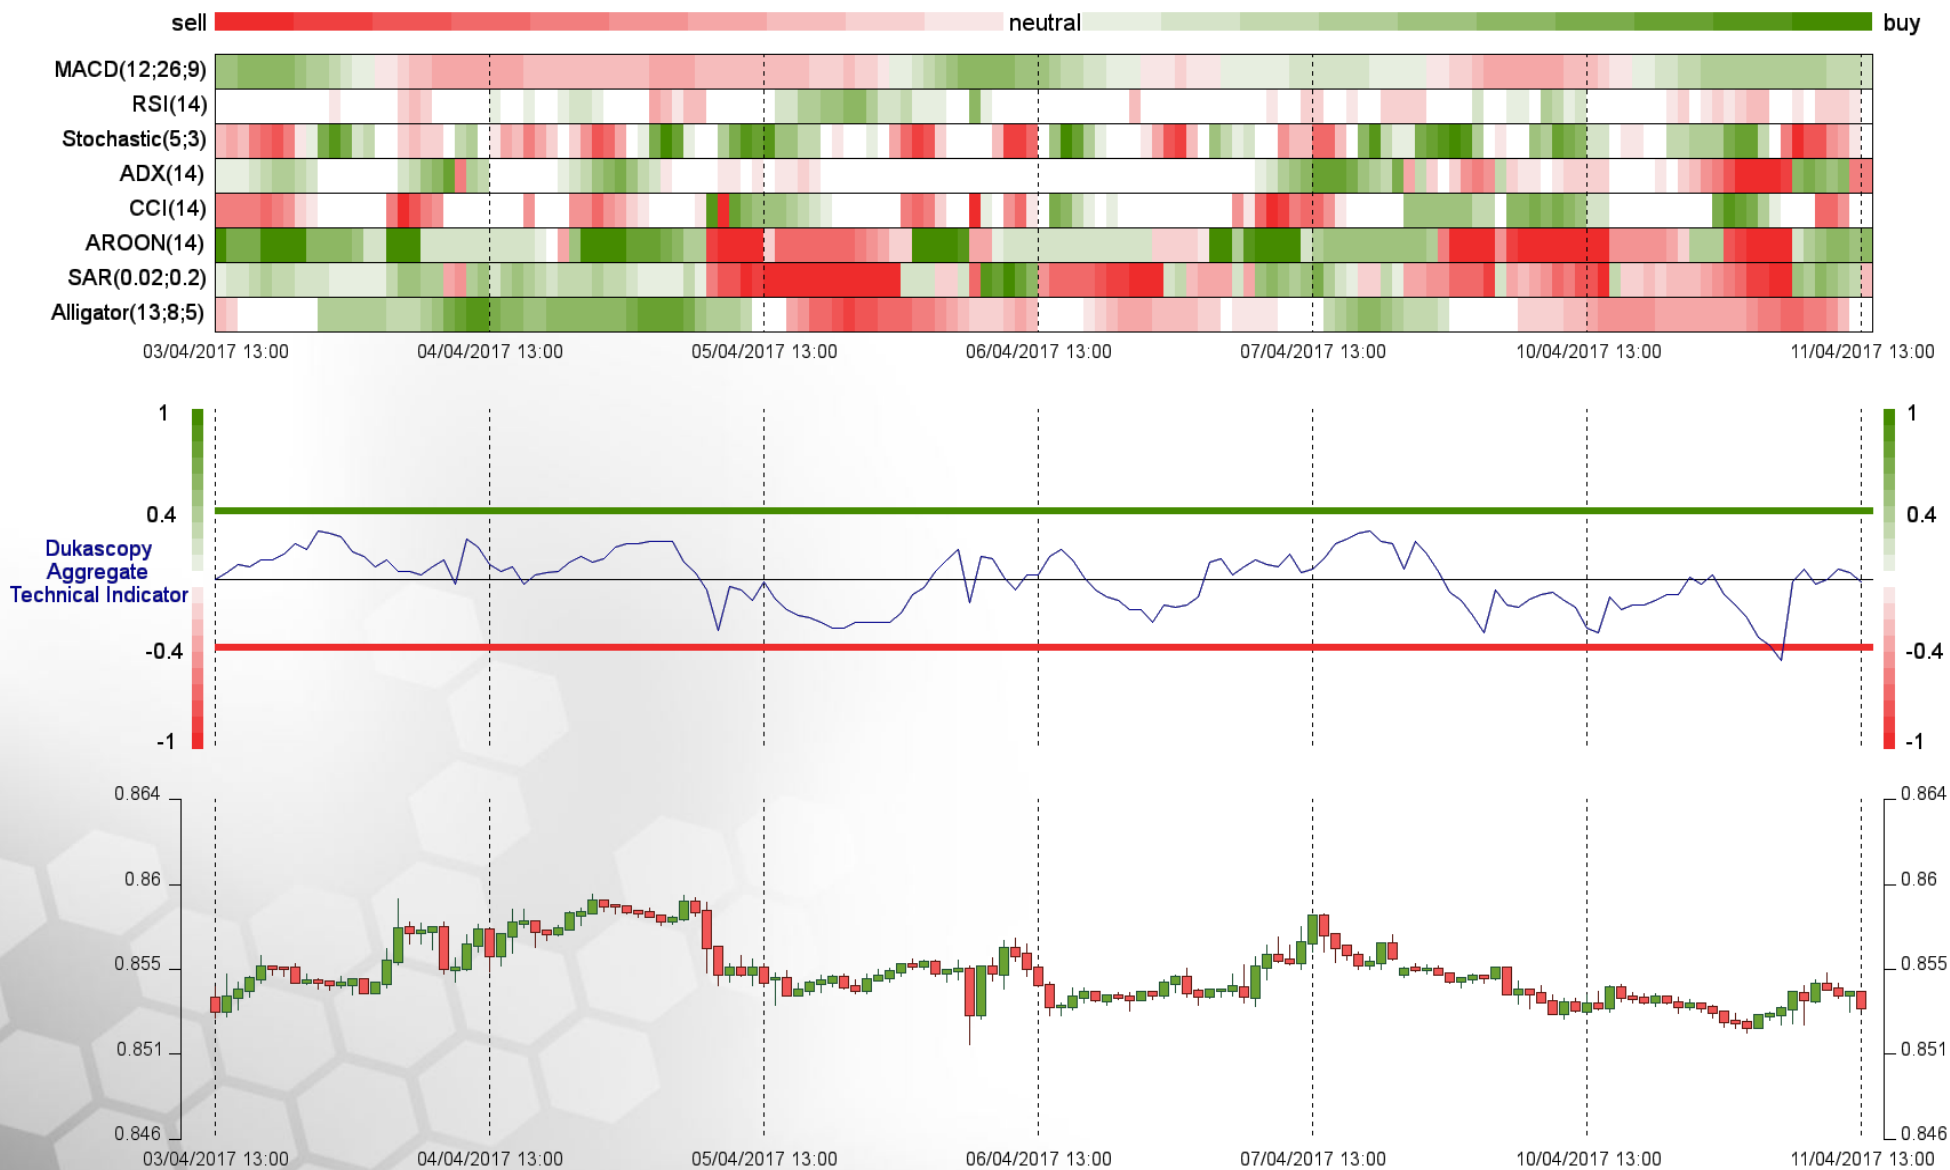 sell neutral buy
MACD(12;26;9)
RSI(14)
Stochastic(5;3)
ADX(14)
CCI(14)
AROON(14)
SAR(0.02;0.2)
Alligator(13;8;5)
03/04/2017 13:00 04/04/2017 13:00 05/04/2017 13:00 06/04/2017 13:00 07/04/2017 13:00 10/04/2017 13:00 11/04/2017 13:00
1 1
0.4 0.4
Dukascopy
Aggregate
Technical Indicator
-0.4 -0.4
-1 -1
0.864 0.864
0.86 0.86
0.855 0.855
0.851 0.851
0.846 0.846
03/04/2017 13:00 04/04/2017 13:00 05/04/2017 13:00 06/04/2017 13:00 07/04/2017 13:00 10/04/2017 13:00 11/04/2017 13:00